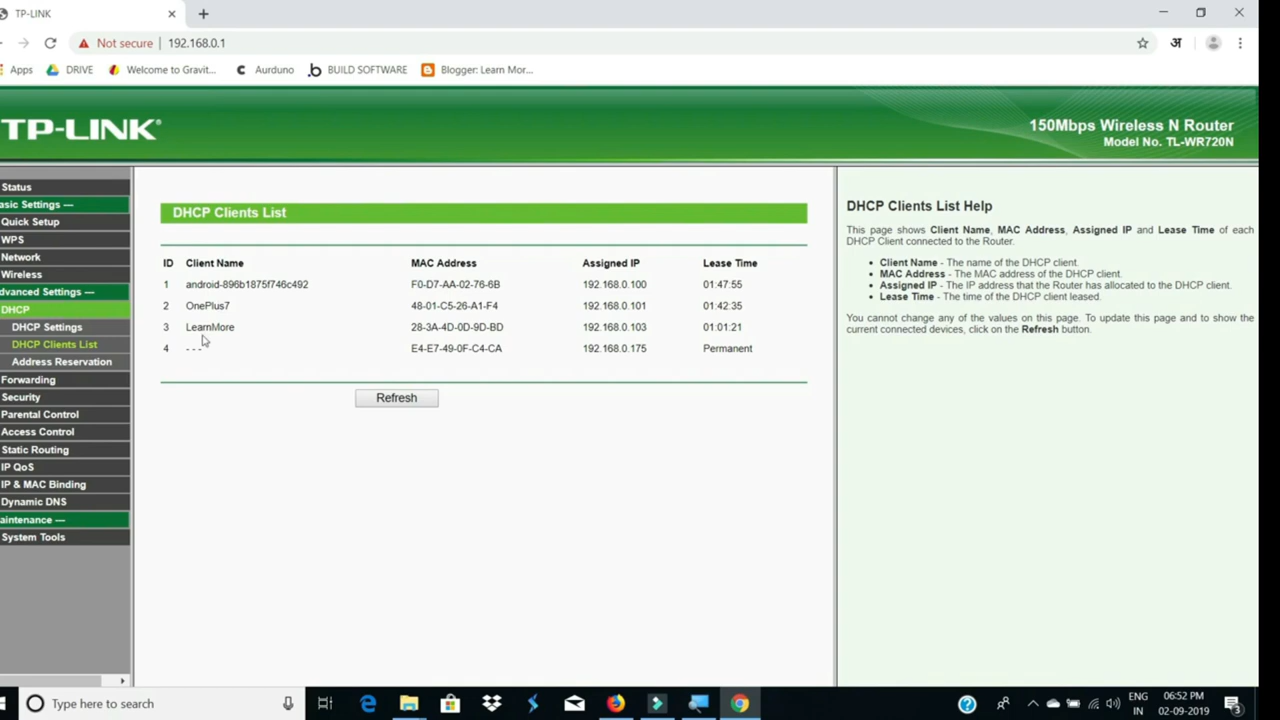 TP-LINK
Not secure | 192.168.0.1
अ
Apps DRIVE Welcome to Gravit... Aurduno BUILD SOFTWARE Blogger: Learn Mor...
TP-LINK®
150Mbps Wireless N Router
Model No. TL-WR720N
Status
asic Settings —
Quick Setup
WPS
Network
Wireless
dvanced Settings —
DHCP
DHCP Settings
DHCP Clients List
Address Reservation
Forwarding
Security
Parental Control
Access Control
Static Routing
IP QoS
IP & MAC Binding
Dynamic DNS
aintenance —
System Tools
DHCP Clients List
ID Client Name MAC Address Assigned IP Lease Time
1 android-896b1875f746c492 F0-D7-AA-02-76-6B 192.168.0.100 01:47:55
2 OnePlus7 48-01-C5-26-A1-F4 192.168.0.101 01:42:35
3 LearnMore 28-3A-4D-0D-9D-BD 192.168.0.103 01:01:21
4 - - - E4-E7-49-0F-C4-CA 192.168.0.175 Permanent
Refresh
DHCP Clients List Help
This page shows Client Name, MAC Address, Assigned IP and Lease Time of each
DHCP Client connected to the Router.
• Client Name - The name of the DHCP client.
• MAC Address - The MAC address of the DHCP client.
• Assigned IP - The IP address that the Router has allocated to the DHCP client.
• Lease Time - The time of the DHCP client leased.
You cannot change any of the values on this page. To update this page and to show the
current connected devices, click on the Refresh button.
Type here to search
ENG
IN
06:52 PM
02-09-2019
3